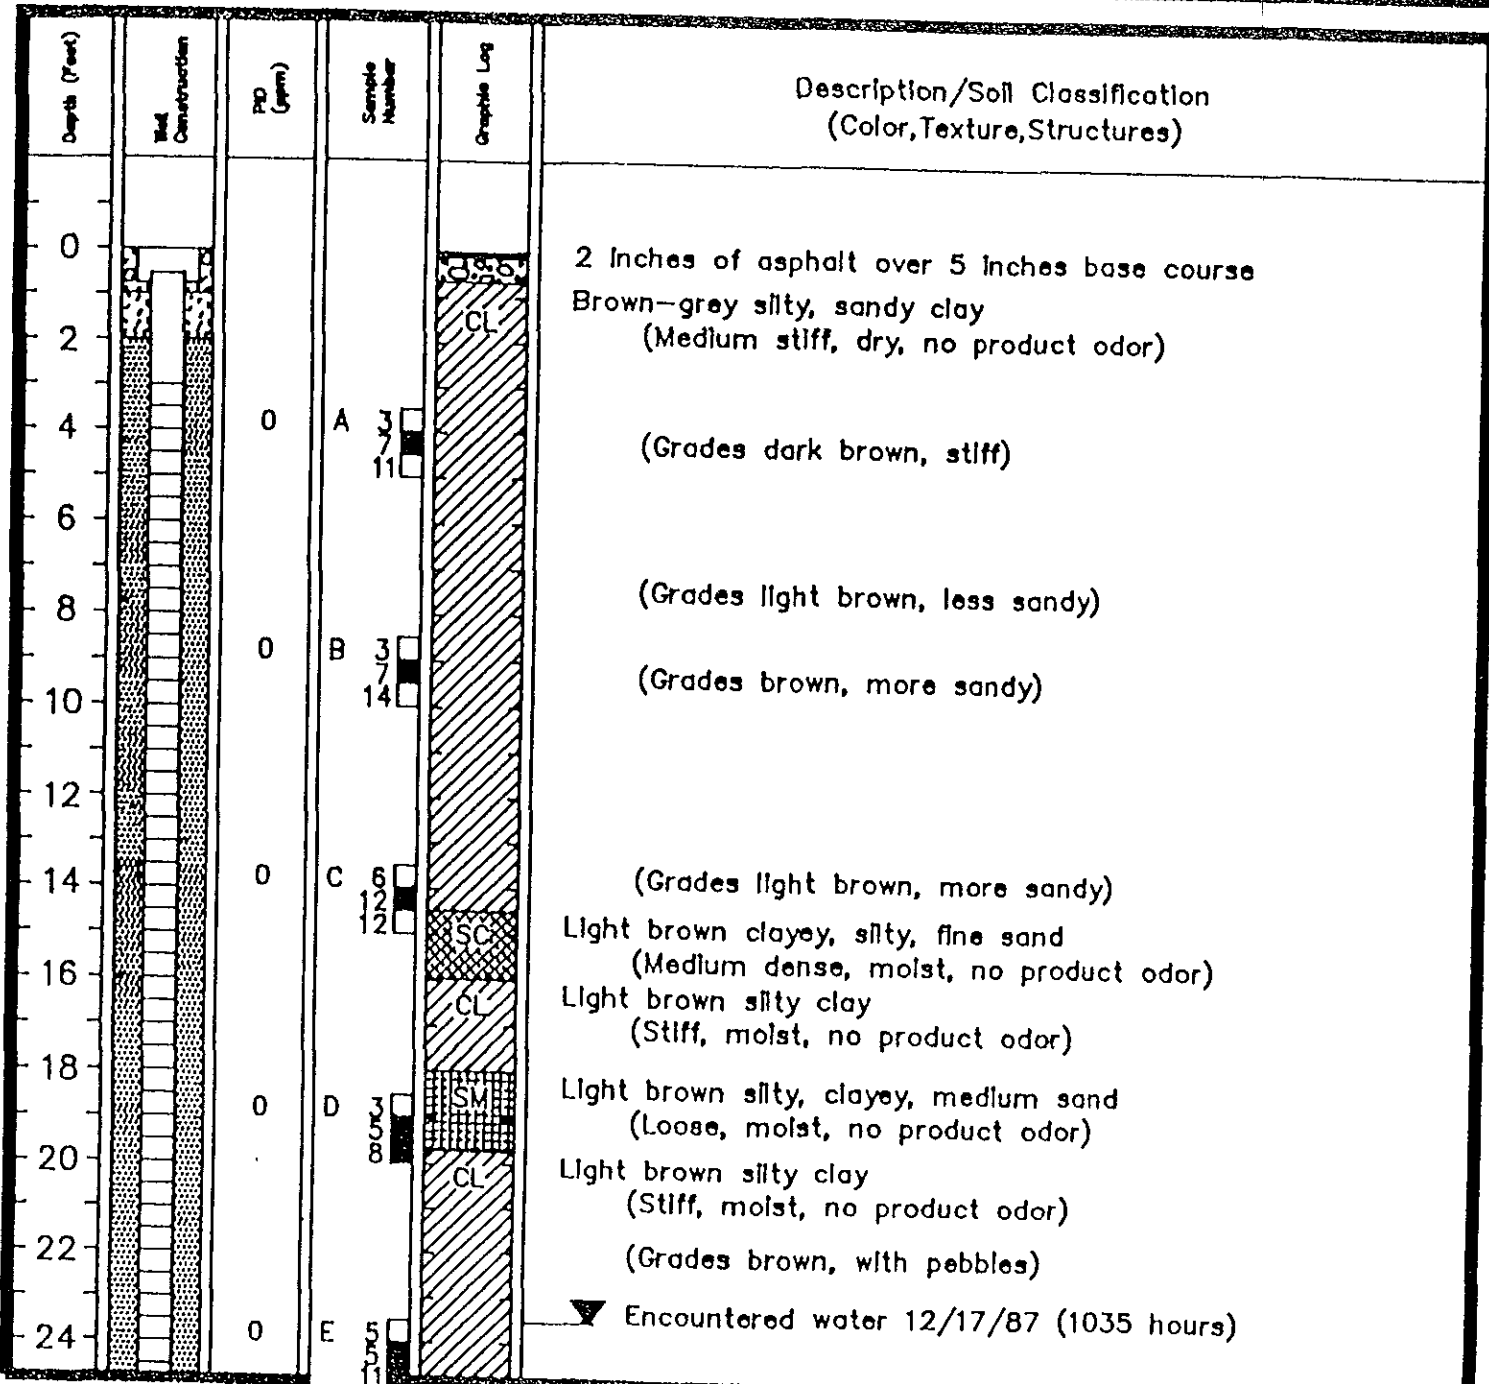 Depth (Feet)
Well Construction
PID (ppm)
Sample Number
Graphic Log
Description/Soil Classification
(Color,Texture,Structures)
0
2 inches of asphalt over 5 inches base course
Brown-grey silty, sandy clay
CL
2
(Medium stiff, dry, no product odor)
4
0
A
3
7
11
(Grades dark brown, stiff)
6
8
(Grades light brown, less sandy)
0
B
3
7
14
(Grades brown, more sandy)
10
12
14
0
C
6
12
12
(Grades light brown, more sandy)
SC
Light brown clayey, silty, fine sand
16
(Medium dense, moist, no product odor)
CL
Light brown silty clay
(Stiff, moist, no product odor)
18
0
D
3
5
8
SM
Light brown silty, clayey, medium sand
(Loose, moist, no product odor)
20
CL
Light brown silty clay
(Stiff, moist, no product odor)
22
(Grades brown, with pebbles)
Encountered water 12/17/87 (1035 hours)
24
0
E
5
5
11